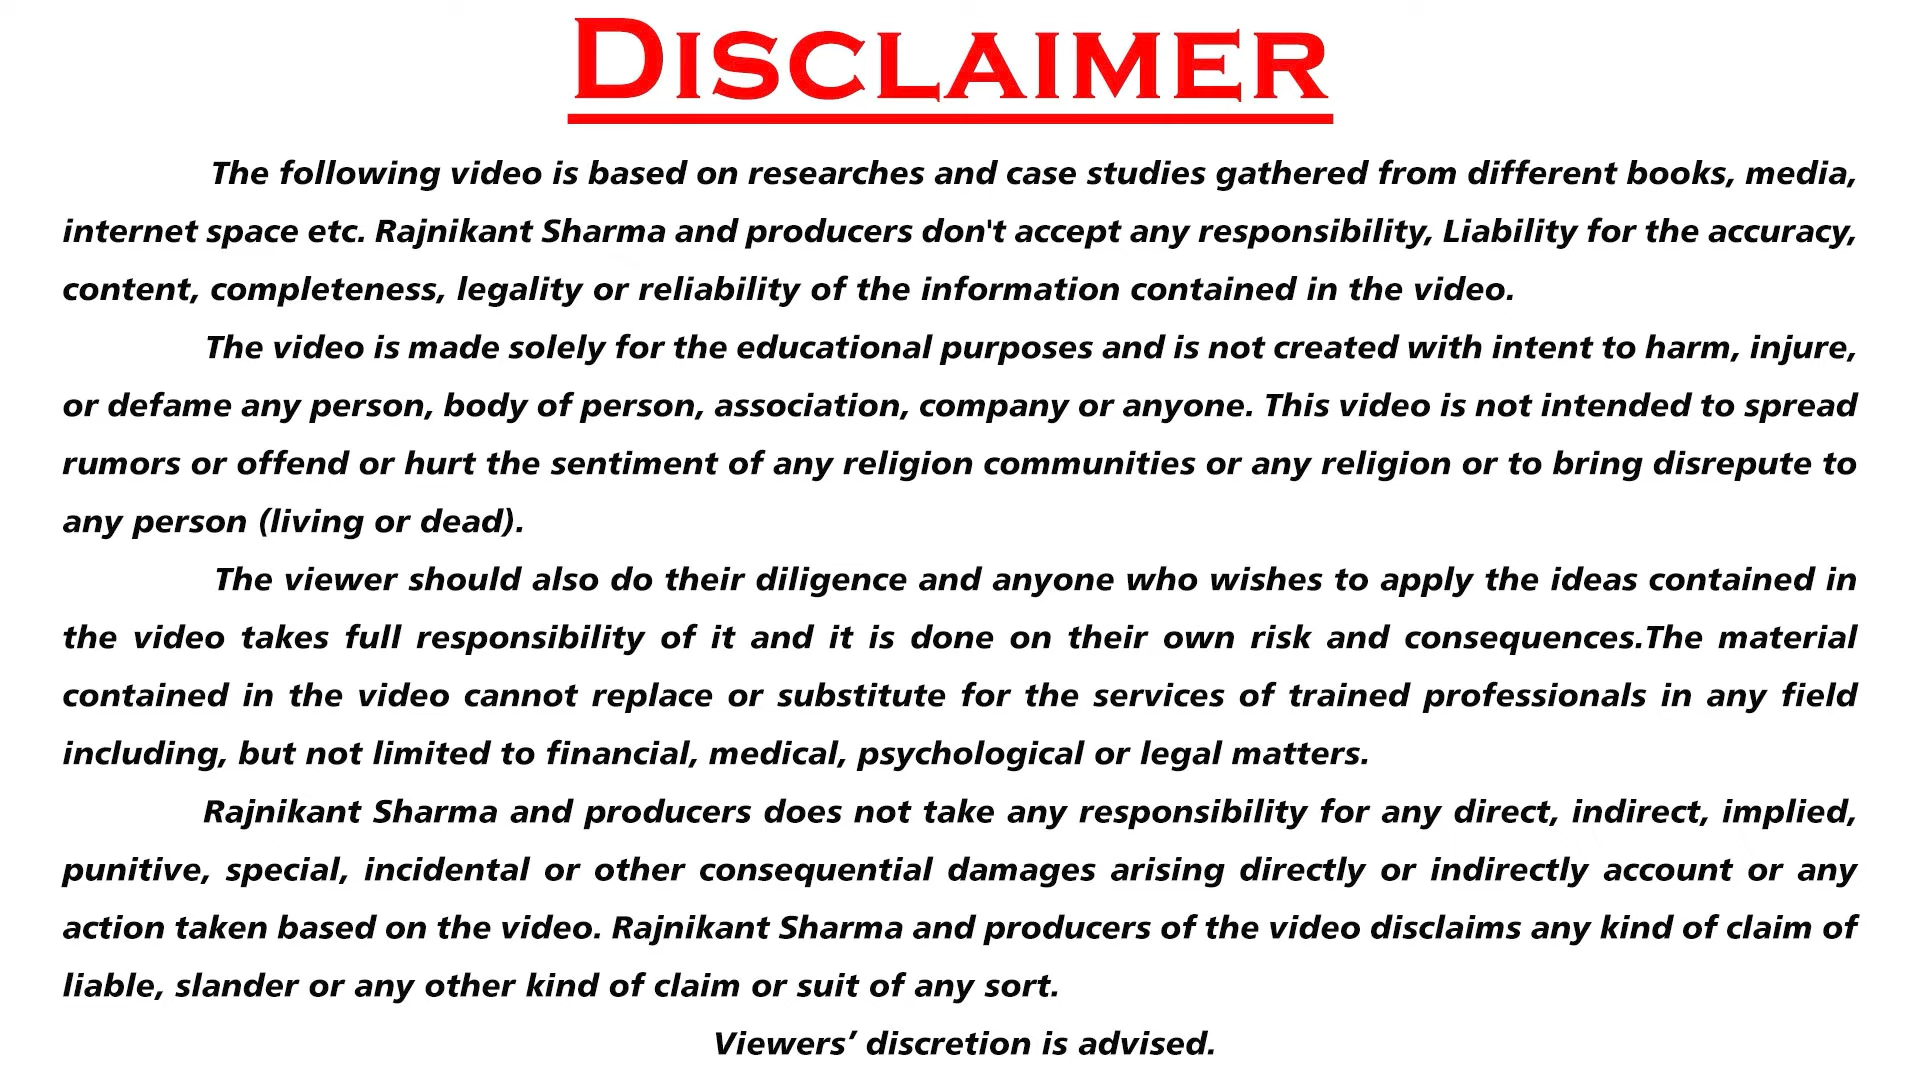 DISCLAIMER
The following video is based on researches and case studies gathered from different books, media,
internet space etc. Rajnikant Sharma and producers don't accept any responsibility, Liability for the accuracy,
content, completeness, legality or reliability of the information contained in the video.
The video is made solely for the educational purposes and is not created with intent to harm, injure,
or defame any person, body of person, association, company or anyone. This video is not intended to spread
rumors or offend or hurt the sentiment of any religion communities or any religion or to bring disrepute to
any person (living or dead).
The viewer should also do their diligence and anyone who wishes to apply the ideas contained in
the video takes full responsibility of it and it is done on their own risk and consequences.The material
contained in the video cannot replace or substitute for the services of trained professionals in any field
including, but not limited to financial, medical, psychological or legal matters.
Rajnikant Sharma and producers does not take any responsibility for any direct, indirect, implied,
punitive, special, incidental or other consequential damages arising directly or indirectly account or any
action taken based on the video. Rajnikant Sharma and producers of the video disclaims any kind of claim of
liable, slander or any other kind of claim or suit of any sort.
Viewers’ discretion is advised.